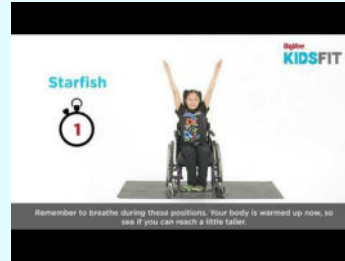 HyVee
KIDSFIT
Starfish
1
Remember to breathe during these positions. Your body is warmed up now, so
see if you can reach a little taller.